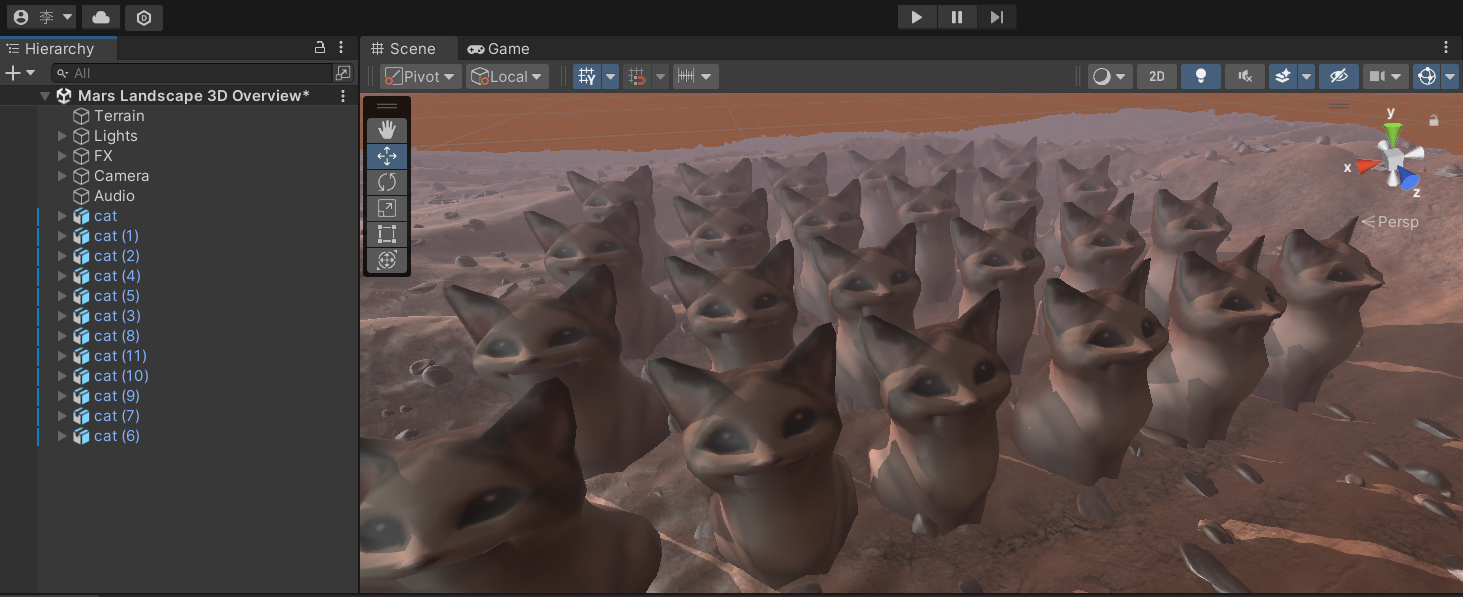 李
Hierarchy
Scene
Game
All
Pivot
Local
2D
Mars Landscape 3D Overview*
Terrain
Lights
FX
Camera
Audio
cat
cat (1)
cat (2)
cat (4)
cat (5)
cat (3)
cat (8)
cat (11)
cat (10)
cat (9)
cat (7)
cat (6)
y
x
z
Persp